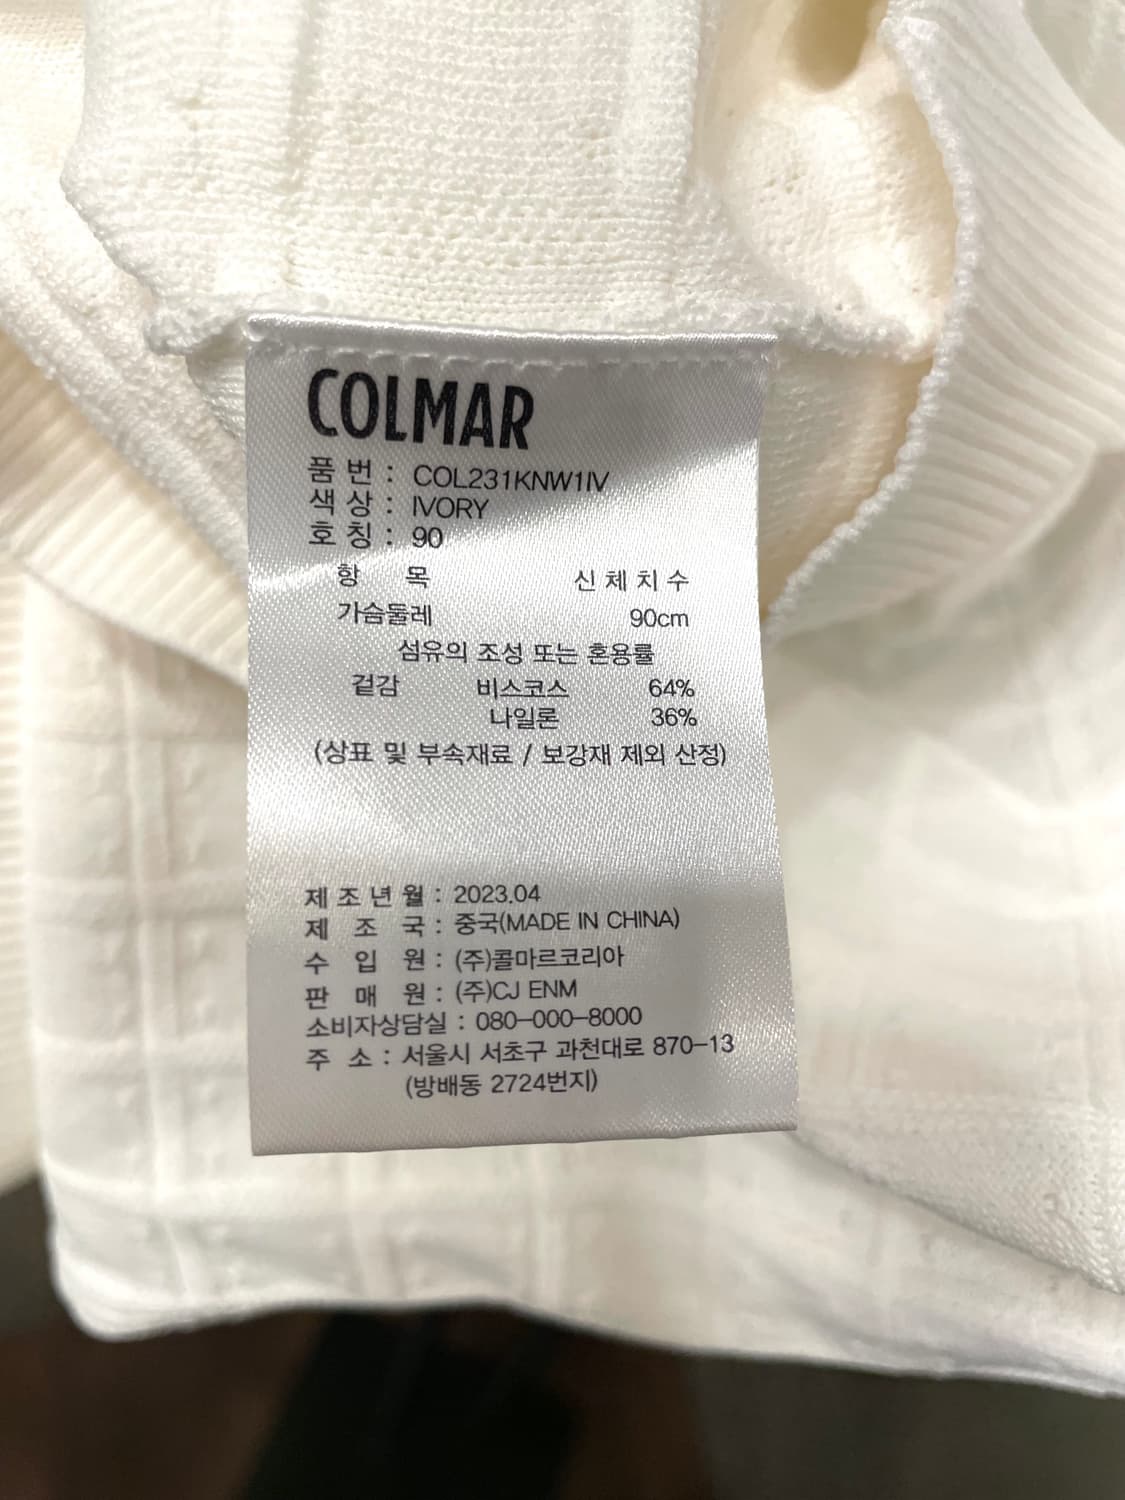 COLMAR
품 번 : COL231KNW1IV
색 상 : IVORY
호 칭 : 90
항 목 신 체 치 수
가슴둘레 90cm
섬유의 조성 또는 혼용률
겉감 비스코스 64%
나일론 36%
(상표 및 부속재료 / 보강재 제외 산정)
제 조 년 월 : 2023.04
제 조 국 : 중국(MADE IN CHINA)
수 입 원 : (주)콜마르코리아
판 매 원 : (주)CJ ENM
소비자상담실 : 080-000-8000
주 소 : 서울시 서초구 과천대로 870-13
(방배동 2724번지)